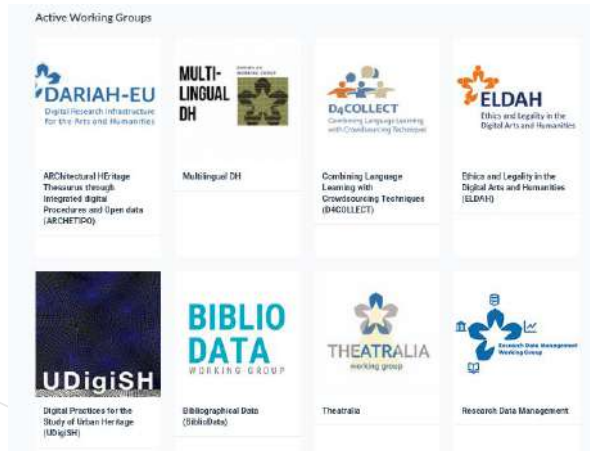 Active Working Groups
DARIAH-EU
Digital Research Infrastructure
for the Arts and Humanities
MULTI-
LINGUAL
DH
WORKING GROUP
D4COLLECT
Combining Language Learning
with Crowdsourcing Techniques
ELDAH
Ethics and Legality in the
Digital Arts and Humanities
ARChitectural HEritage
Thesaurus through
Integrated digital
Procedures and Open data
(ARCHETIPO)
Multilingual DH
Combining Language
Learning with
Crowdsourcing Techniques
(D4COLLECT)
Ethics and Legality in the
Digital Arts and Humanities
(ELDAH)
UDigiSH
BIBLIO
DATA
WORKING GROUP
THEATRALIA
working group
Research Data Management
Working Group
Digital Practices for the
Study of Urban Heritage
(UDigiSH)
Bibliographical Data
(BiblioData)
Theatralia
Research Data Management